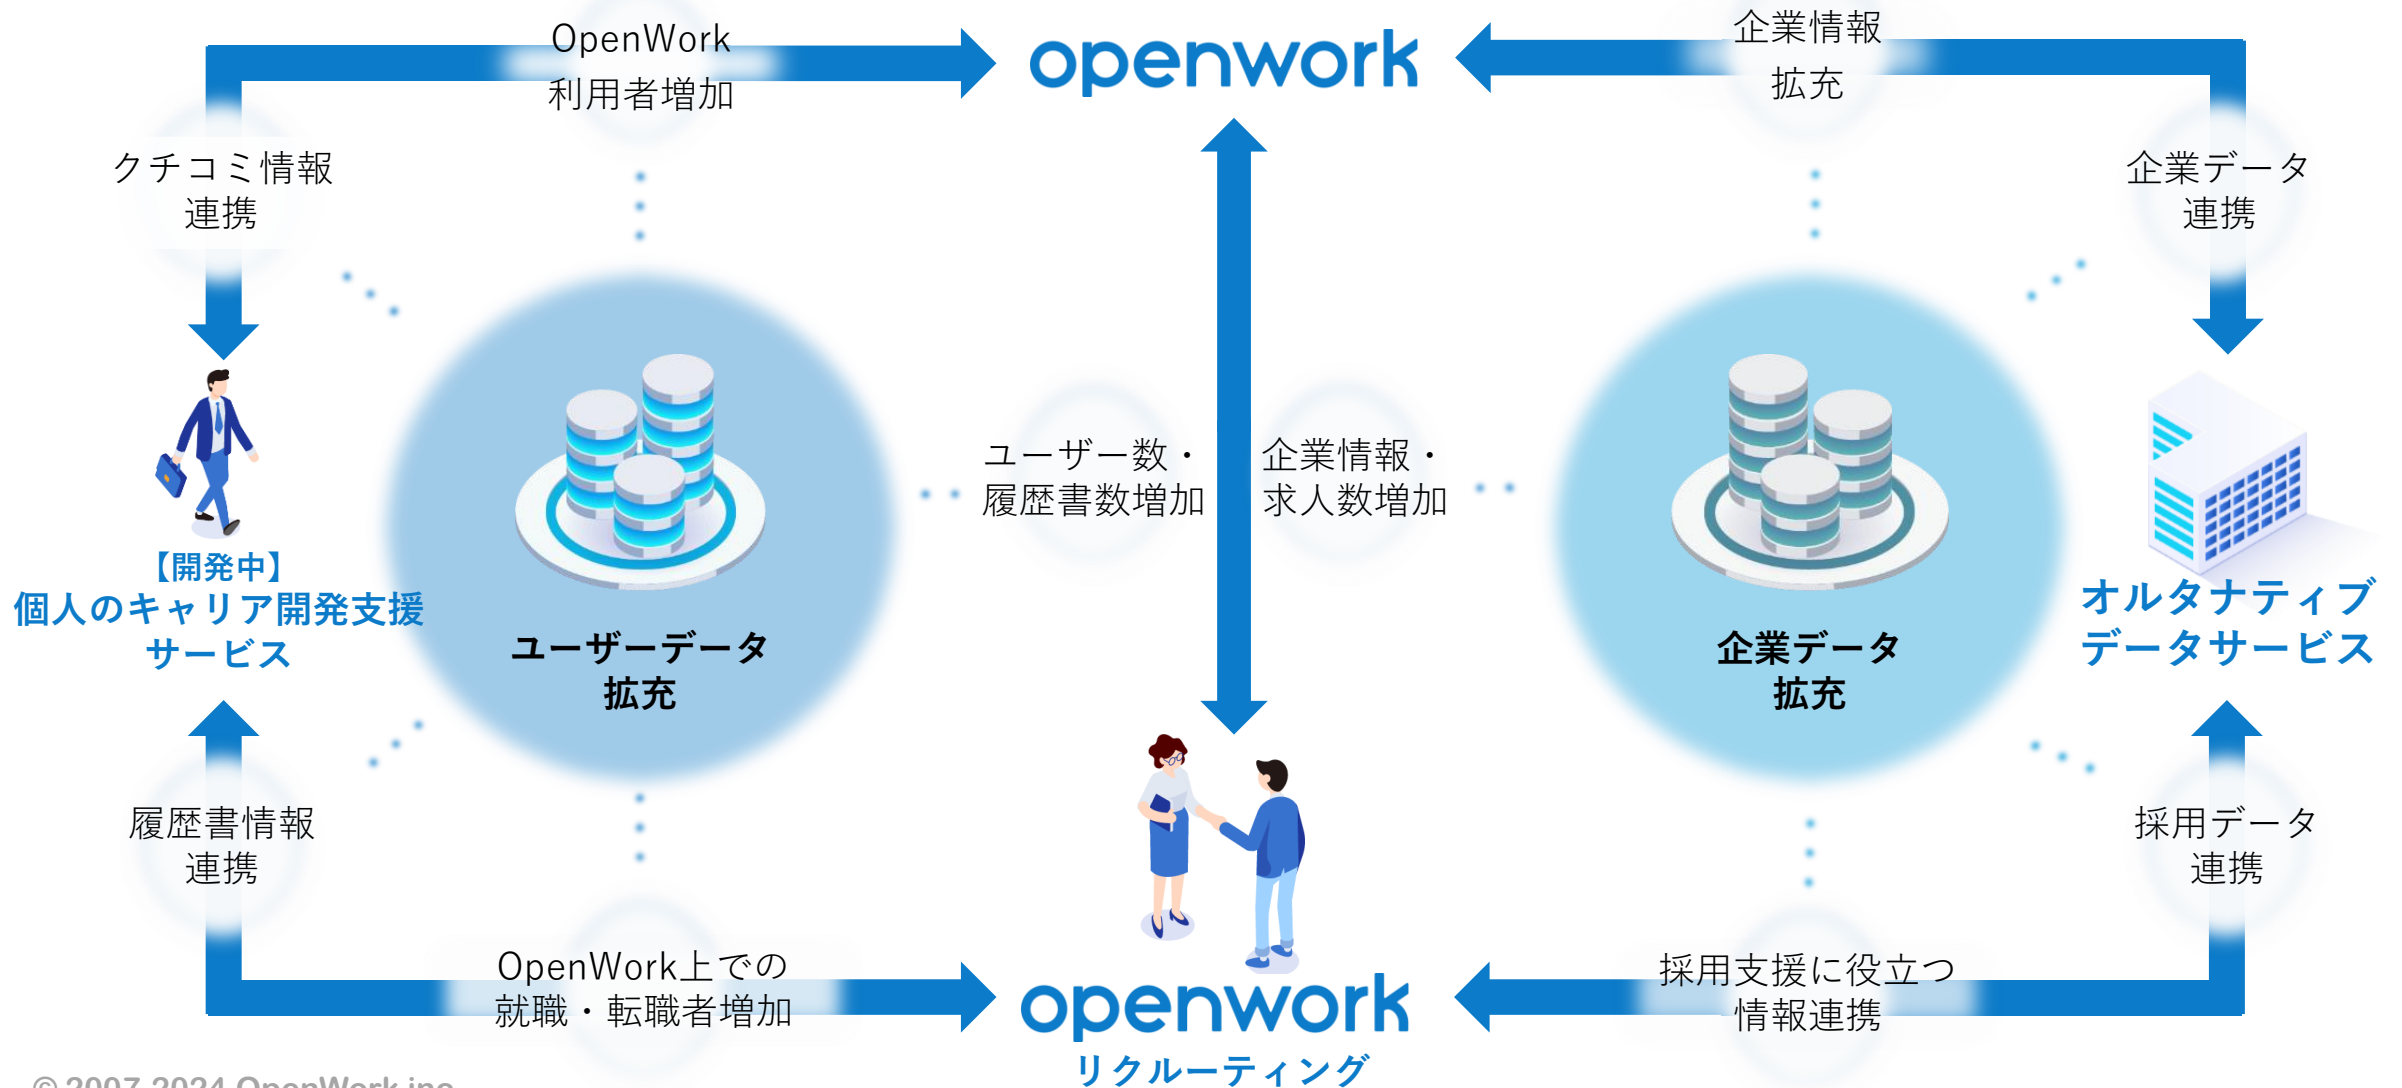 OpenWork
利用者増加
openwork
企業情報
拡充
クチコミ情報
連携
企業データ
連携
ユーザー数・
履歴書数増加
企業情報・
求人数増加
【開発中】
個人のキャリア開発支援
サービス
ユーザーデータ
拡充
企業データ
拡充
オルタナティブ
データサービス
履歴書情報
連携
採用データ
連携
OpenWork上での
就職・転職者増加
採用支援に役立つ
情報連携
openwork
リクルーティング
© 2007-2024 OpenWork inc